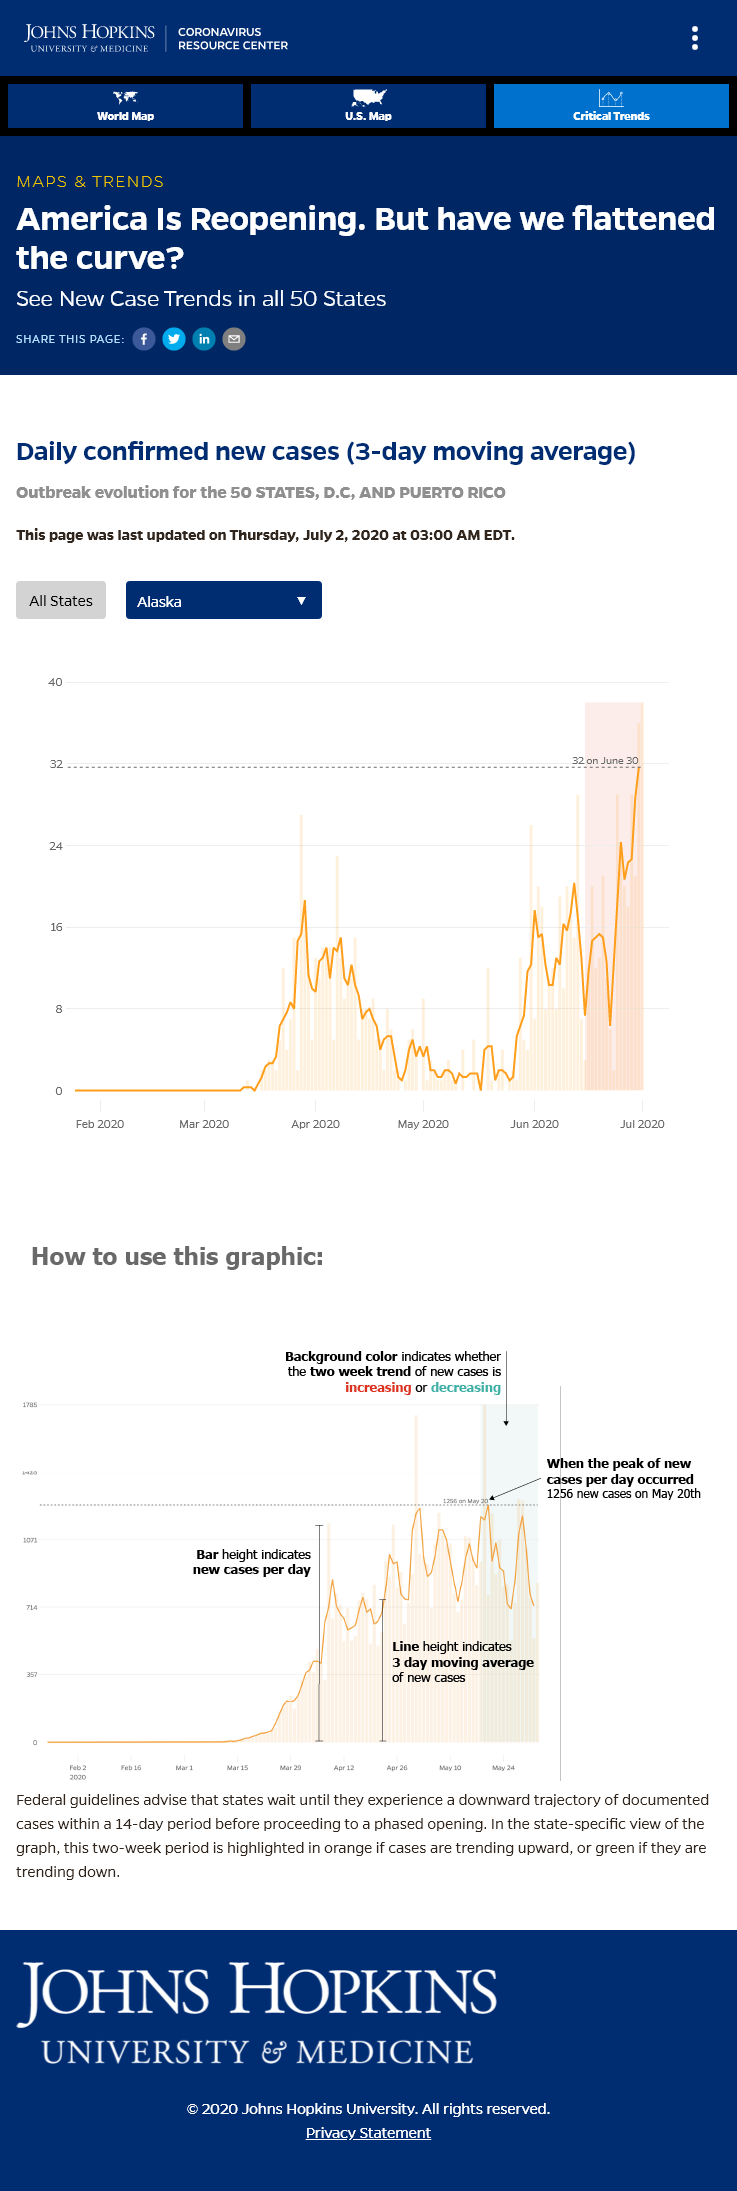 JOHNS HOPKINS
UNIVERSITY & MEDICINE
CORONAVIRUS
RESOURCE CENTER
World Map
U.S. Map
Critical Trends
MAPS & TRENDS
America Is Reopening. But have we flattened
the curve?
See New Case Trends in all 50 States
SHARE THIS PAGE:
Daily confirmed new cases (3-day moving average)
Outbreak evolution for the 50 STATES, D.C, AND PUERTO RICO
This page was last updated on Thursday, July 2, 2020 at 03:00 AM EDT.
All States
Alaska
40
32
32 on June 30
24
16
8
0
Feb 2020
Mar 2020
Apr 2020
May 2020
Jun 2020
Jul 2020
How to use this graphic:
Background color indicates whether
the two week trend of new cases is
increasing or decreasing
1785
When the peak of new
cases per day occurred
1256 new cases on May 20th
1256 on May 20
1071
Bar height indicates
new cases per day
714
Line height indicates
3 day moving average
of new cases
357
0
Feb 2
2020
Feb 16
Mar 1
Mar 15
Mar 29
Apr 12
Apr 26
May 10
May 24
Federal guidelines advise that states wait until they experience a downward trajectory of documented
cases within a 14-day period before proceeding to a phased opening. In the state-specific view of the
graph, this two-week period is highlighted in orange if cases are trending upward, or green if they are
trending down.
JOHNS HOPKINS
UNIVERSITY & MEDICINE
© 2020 Johns Hopkins University. All rights reserved.
Privacy Statement